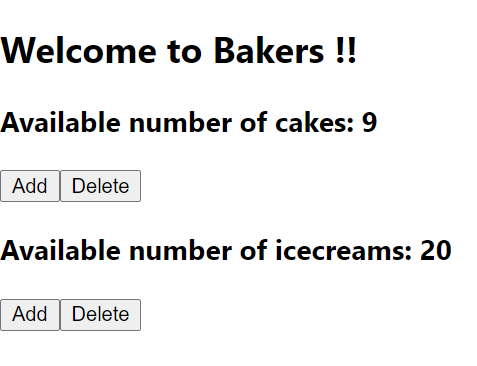 Welcome to Bakers !!
Available number of cakes: 9
Add Delete
Available number of icecreams: 20
Add Delete